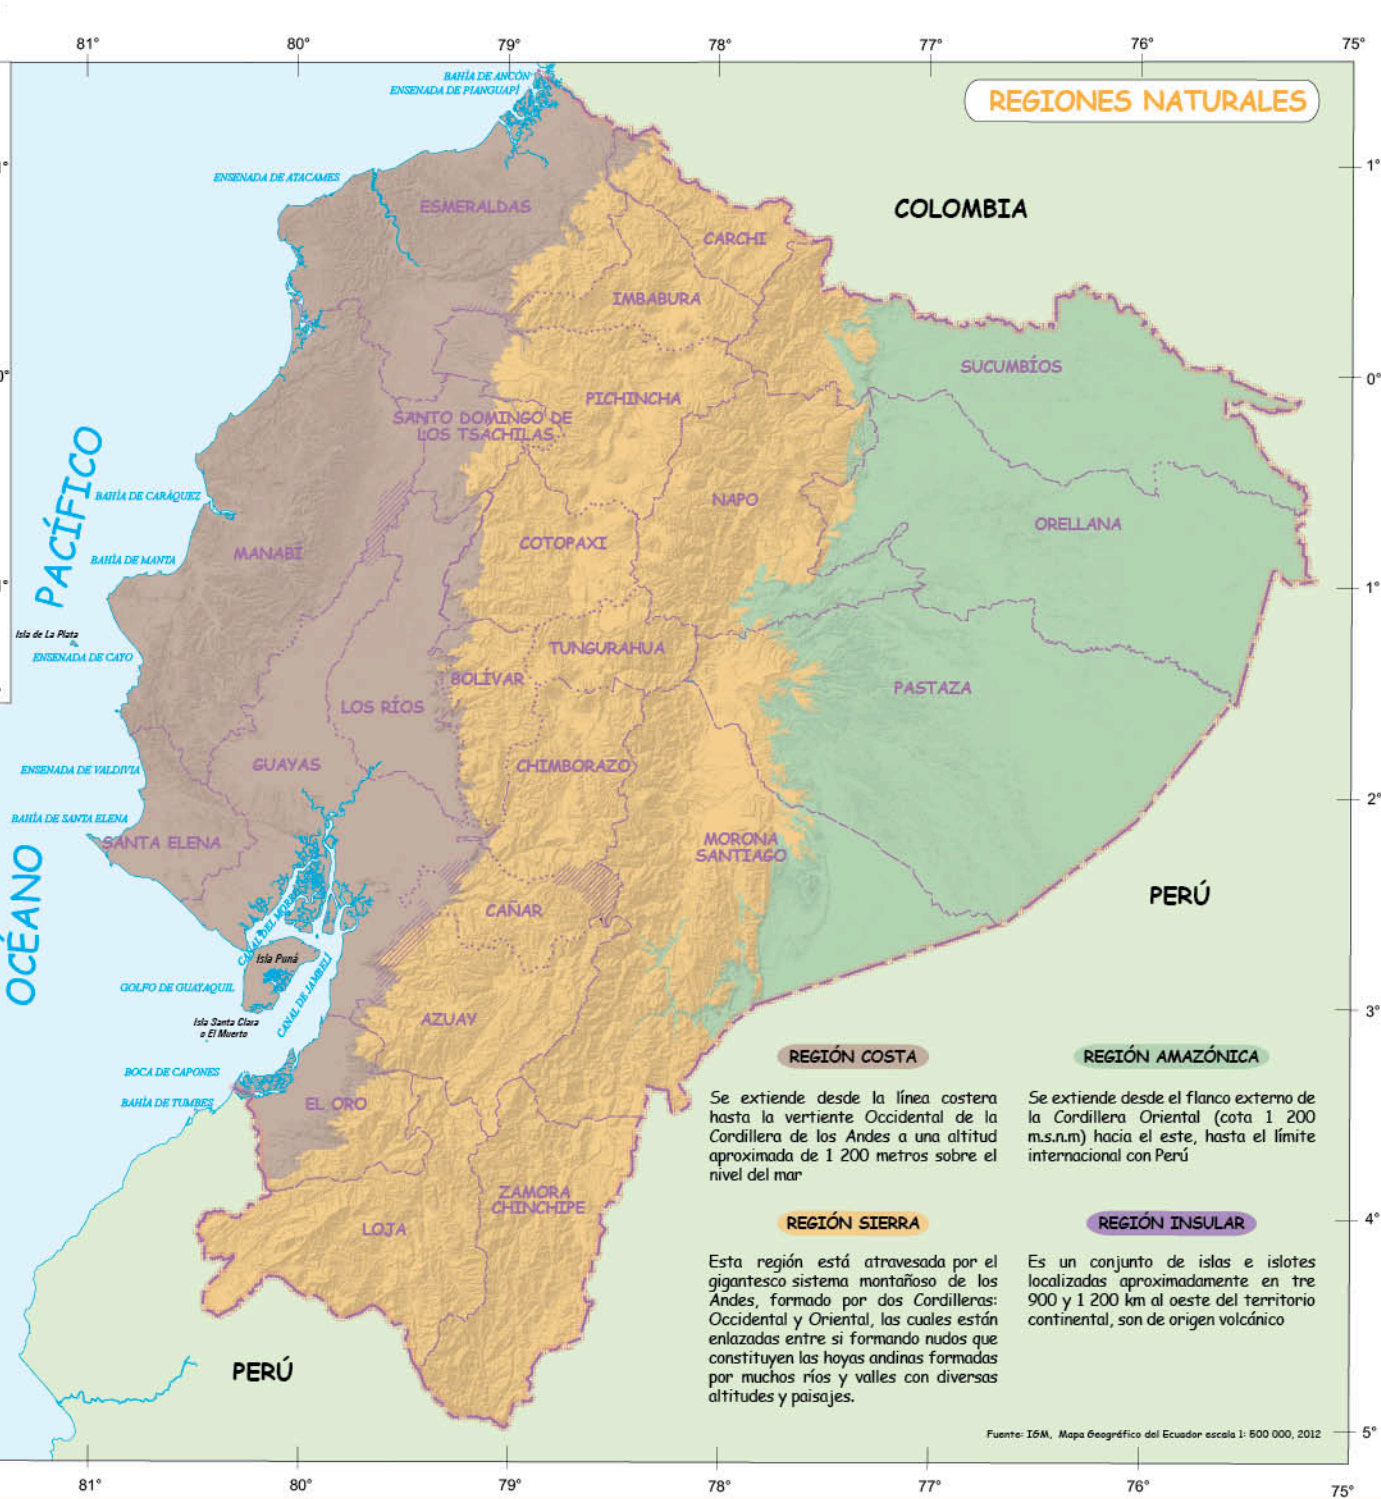 81°
80°
79°
78°
77°
76°
75°
BAHÍA DE ANCÓN
ENSENADA DE PIANGUAPÍ
REGIONES NATURALES
1°
ENSENADA DE ATACAMES
ESMERALDAS
COLOMBIA
CARCHI
IMBABURA
SUCUMBÍOS
0°
0°
PICHINCHA
SANTO DOMINGO DE
LOS TSACHILAS
OCÉANO PACÍFICO
BAHÍA DE CARÁQUEZ
NAPO
ORELLANA
COTOPAXI
MANABÍ
BAHÍA DE MANTA
1°
Isla de La Plata
ENSENADA DE CAYO
TUNGURAHUA
BOLÍVAR
PASTAZA
LOS RÍOS
GUAYAS
CHIMBORAZO
ENSENADA DE VALDIVIA
2°
BAHÍA DE SANTA ELENA
SANTA ELENA
MORONA
SANTIAGO
PERÚ
CAÑAR
CANAL DEL MORRO
Isla Puná
GOLFO DE GUAYAQUIL
CANAL DE JAMBELÍ
3°
Isla Santa Clara
o El Muerto
AZUAY
BOCA DE CAPONES
BAHÍA DE TUMBES
EL ORO
ZAMORA
CHINCHIPE
LOJA
4°
PERÚ
REGIÓN COSTA
Se extiende desde la línea costera
hasta la vertiente Occidental de la
Cordillera de los Andes a una altitud
aproximada de 1 200 metros sobre el
nivel del mar
REGIÓN AMAZÓNICA
Se extiende desde el flanco externo de
la Cordillera Oriental (cota 1 200
m.s.n.m) hacia el este, hasta el límite
internacional con Perú
REGIÓN SIERRA
Esta región está atravesada por el
gigantesco sistema montañoso de los
Andes, formado por dos Cordilleras:
Occidental y Oriental, las cuales están
enlazadas entre si formando nudos que
constituyen las hoyas andinas formadas
por muchos ríos y valles con diversas
altitudes y paisajes.
REGIÓN INSULAR
Es un conjunto de islas e islotes
localizadas aproximadamente en tre
900 y 1 200 km al oeste del territorio
continental, son de origen volcánico
Fuente: IGM, Mapa Geográfico del Ecuador escala 1: 500 000, 2012
5°
81°
80°
79°
78°
77°
76°
75°